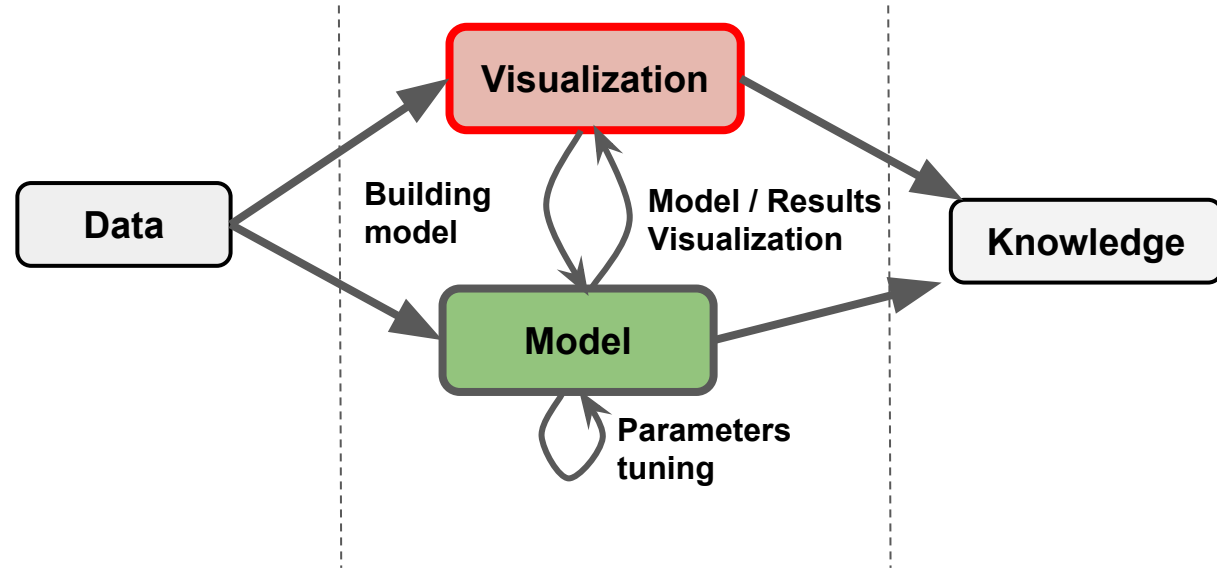 Visualization
Building
model
Model / Results
Visualization
Data
Knowledge
Model
Parameters
tuning